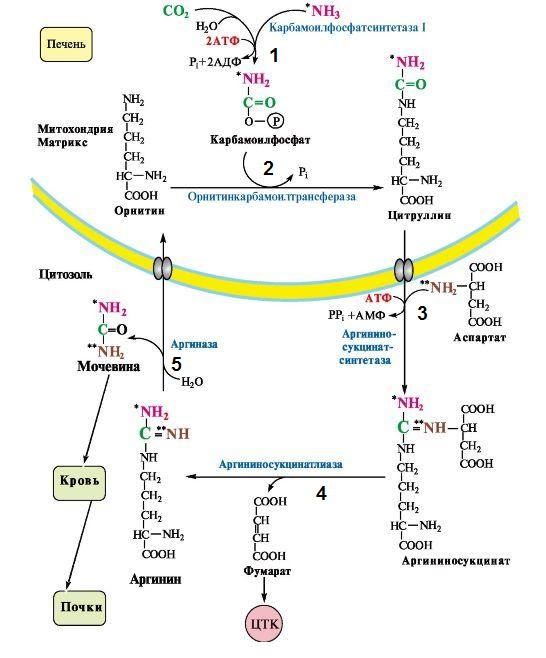 CO₂
*NH₃
H₂O
Карбамоилфосфатсинтетаза I
Печень
2АТФ
1
Pi+2АДФ
*NH₂
C=O
O—P
Карбамоилфосфат
*NH₂
C=O
NH
CH₂
CH₂
CH₂
HC—NH₂
COOH
Цитруллин
NH₂
CH₂
CH₂
CH₂
HC—NH₂
COOH
Орнитин
Митохондрия
Матрикс
2
Pi
Орнитинкарбамоилтрансфераза
Цитозоль
АТФ
3
PPi +АМФ
Аргинино-
сукцинат-
синтетаза
**NH₂—CH
COOH
CH₂
COOH
Аспартат
*NH₂
C=O
**NH₂
Мочевина
Аргиназа
5
H₂O
*NH₂
C=**NH
NH
CH₂
CH₂
CH₂
HC—NH₂
COOH
Аргинин
Аргининосукцинатлиаза
4
COOH
CH
CH
COOH
Фумарат
ЦТК
*NH₂
C=**NH—CH
COOH
CH₂
COOH
NH
CH₂
CH₂
CH₂
HC—NH₂
COOH
Аргининосукцинат
Кровь
Почки